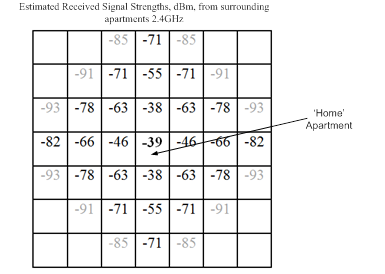 Estimated Received Signal Strengths, dBm, from surrounding
apartments 2.4GHz
-85 -71 -85
-91 -71 -55 -71 -91
-93 -78 -63 -38 -63 -78 -93
-82 -66 -46 -39 -46 -66 -82
-93 -78 -63 -38 -63 -78 -93
-91 -71 -55 -71 -91
-85 -71 -85
'Home'
Apartment